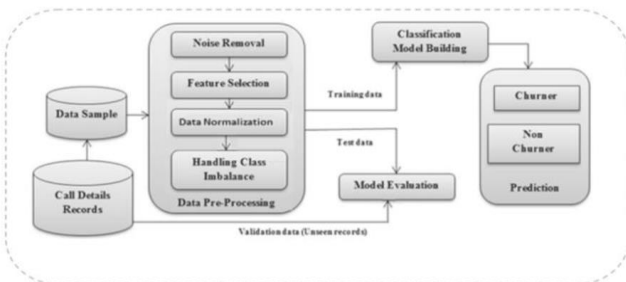 Noise Removal
Feature Selection
Data Normalization
Handling Class
Imbalance
Data Pre-Processing
Data Sample
Call Details
Records
Training data
Test data
Validation data (Unseen records)
Classification
Model Building
Model Evaluation
Churner
Non
Churner
Prediction